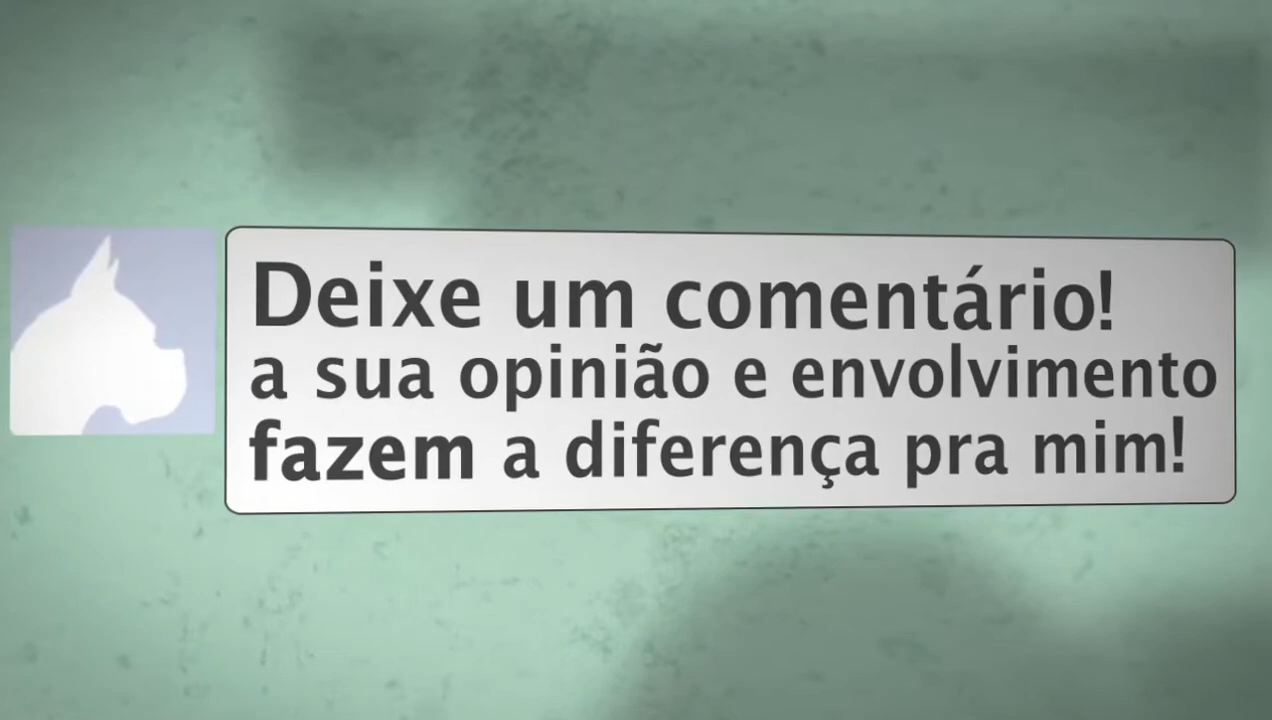 Deixe um comentário!
a sua opinião e envolvimento
fazem a diferença pra mim!